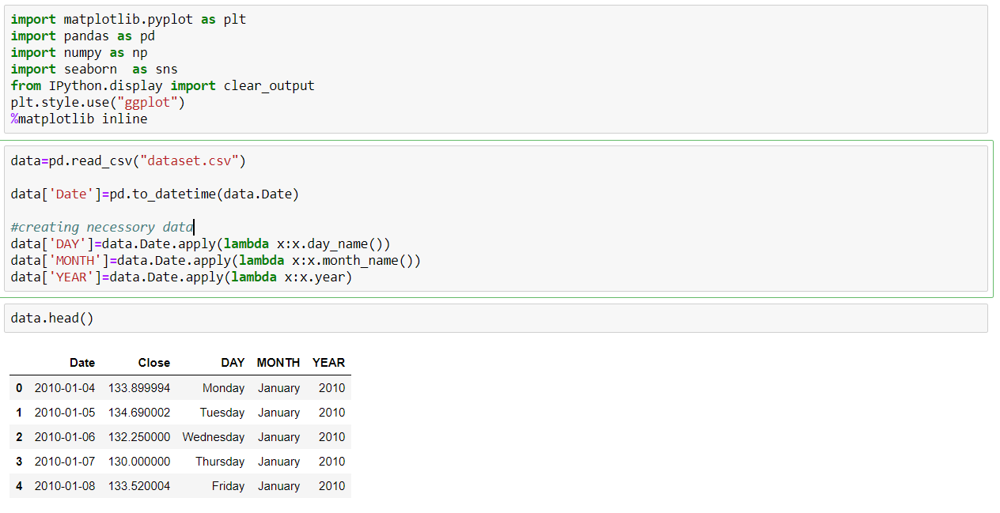 import matplotlib.pyplot as plt
import pandas as pd
import numpy as np
import seaborn  as sns
from IPython.display import clear_output
plt.style.use("ggplot")
%matplotlib inline
data=pd.read_csv("dataset.csv")
data['Date']=pd.to_datetime(data.Date)
#creating necessory data
data['DAY']=data.Date.apply(lambda x:x.day_name())
data['MONTH']=data.Date.apply(lambda x:x.month_name())
data['YEAR']=data.Date.apply(lambda x:x.year)
data.head()
Date Close DAY MONTH YEAR
0 2010-01-04 133.899994 Monday January 2010
1 2010-01-05 134.690002 Tuesday January 2010
2 2010-01-06 132.250000 Wednesday January 2010
3 2010-01-07 130.000000 Thursday January 2010
4 2010-01-08 133.520004 Friday January 2010